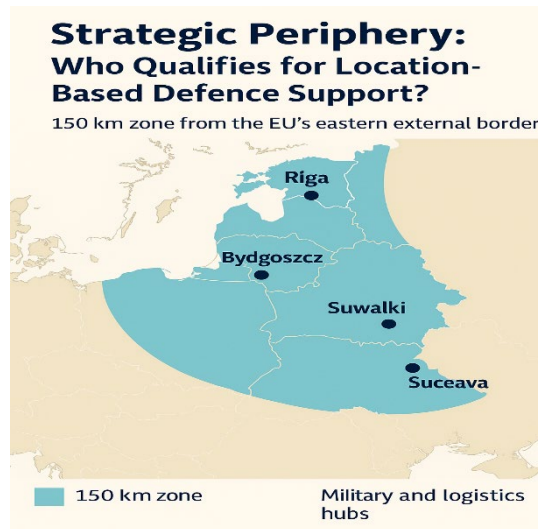 Strategic Periphery:
Who Qualifies for Location-
Based Defence Support?
150 km zone from the EU's eastern external border
Riga
Bydgoszcz
Suwalki
Suceava
150 km zone
Military and logistics
hubs